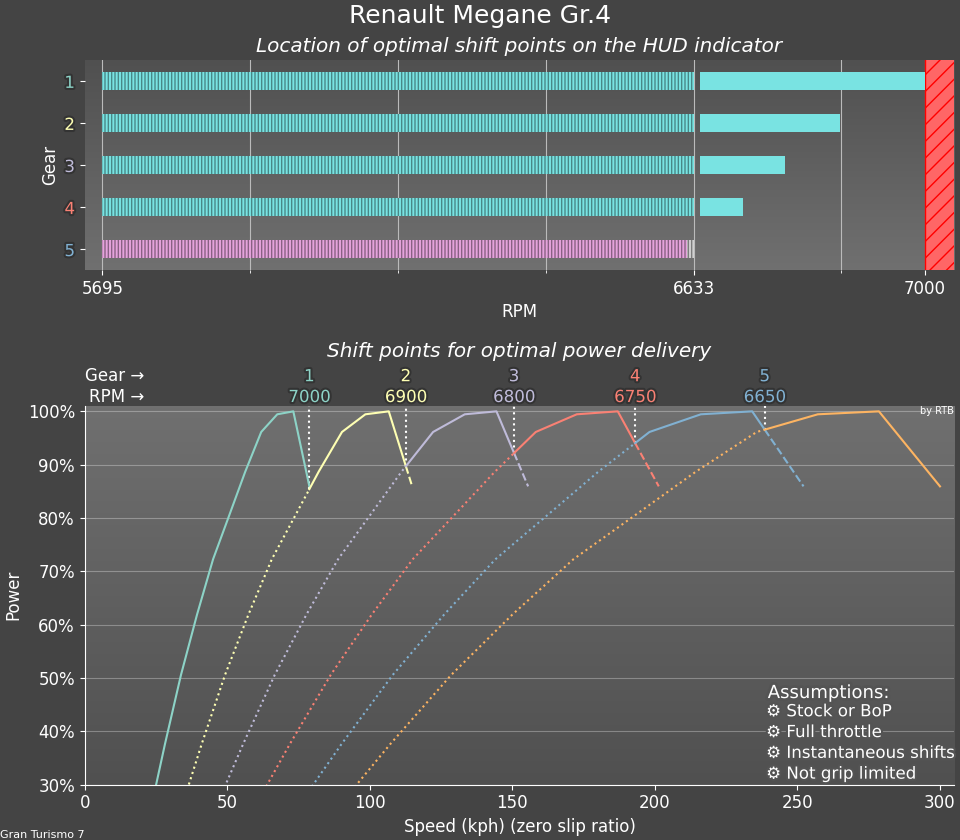 Renault Megane Gr.4
Location of optimal shift points on the HUD indicator
Gear
1
2
3
4
5
5695 6633 7000
RPM
Shift points for optimal power delivery
Gear → 1 2 3 4 5
RPM → 7000 6900 6800 6750 6650
by RTB
Power
100%
90%
80%
70%
60%
50%
40%
30%
Assumptions:
⚙ Stock or BoP
⚙ Full throttle
⚙ Instantaneous shifts
⚙ Not grip limited
0 50 100 150 200 250 300
Speed (kph) (zero slip ratio)
Gran Turismo 7